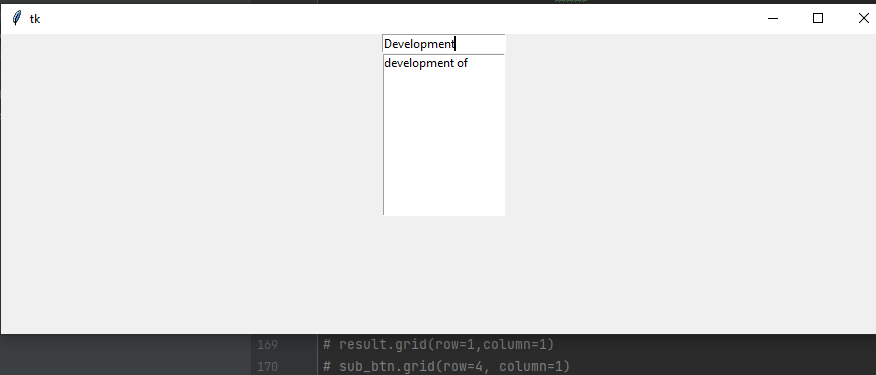 tk
Development
development of
169 # result.grid(row=1,column=1)
170 # sub_btn.grid(row=4, column=1)